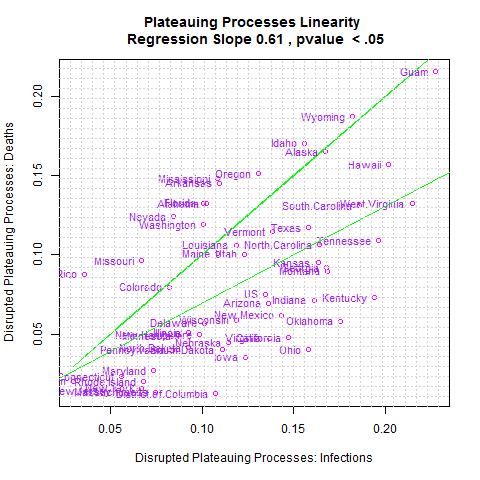 Plateauing Processes Linearity
Regression Slope 0.61 , pvalue < .05
Guam
Wyoming
Idaho
Alaska
Hawaii
Oregon
Mississippi
Arkansas
Florida
South.Carolina
West.Virginia
Nevada
Washington
Vermont
Texas
Tennessee
Louisiana
North.Carolina
Maine
Utah
Missouri
Kansas
Montana
Rico
Colorado
US
Arizona
Indiana
Kentucky
New.Mexico
Delaware
Wisconsin
Oklahoma
Illinois
Virginia
California
Nebraska
Ohio
Iowa
Maryland
Connecticut
Rhode.Island
District.of.Columbia
0.05
0.10
0.15
0.20
0.05
0.10
0.15
0.20
Disrupted Plateauing Processes: Deaths
Disrupted Plateauing Processes: Infections